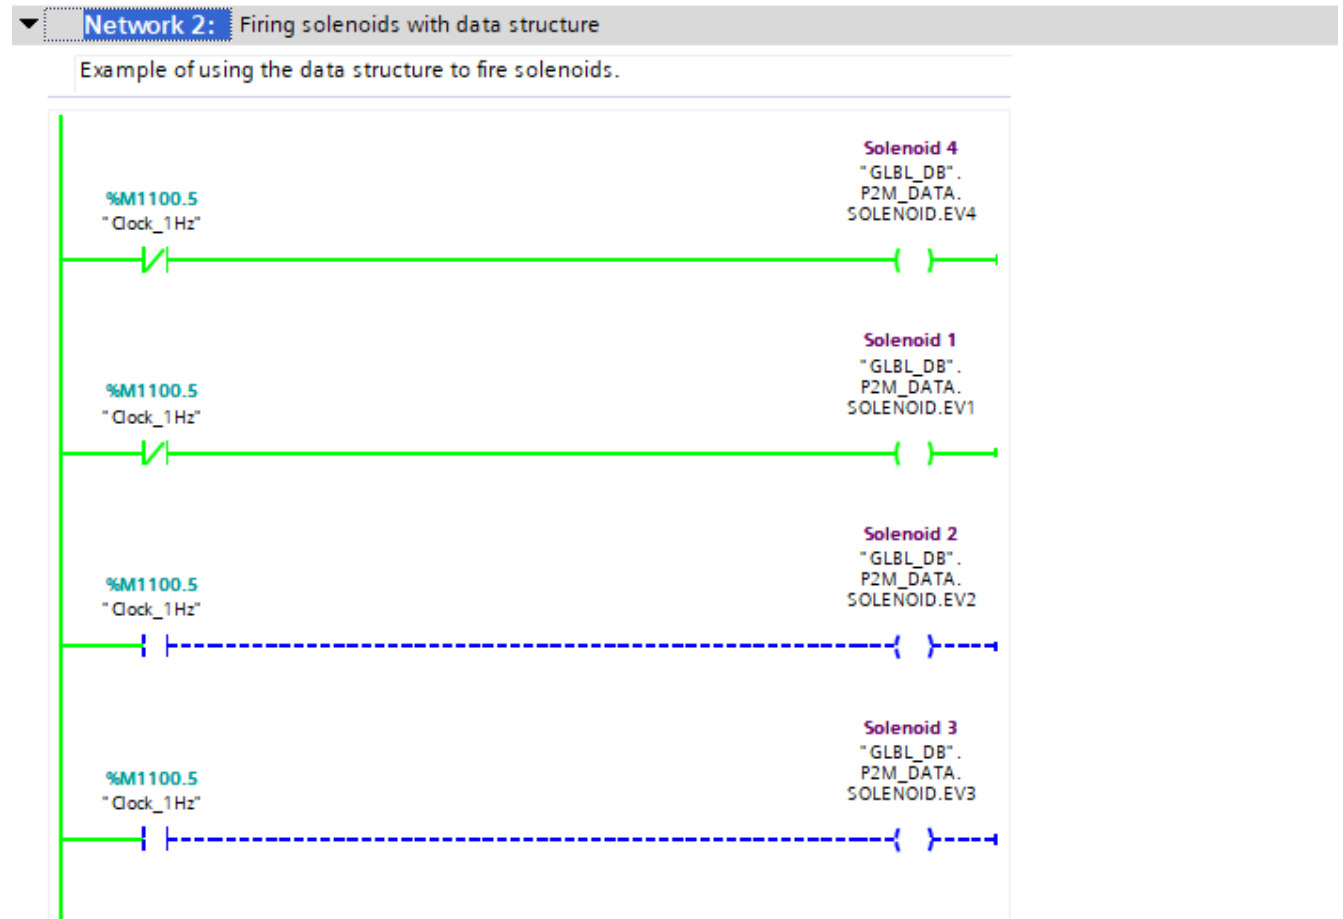 Network 2: Firing solenoids with data structure
Example of using the data structure to fire solenoids.
Solenoid 4
"GLBL_DB".
P2M_DATA.
SOLENOID.EV4
%M1100.5
"Clock_1Hz"
Solenoid 1
"GLBL_DB".
P2M_DATA.
SOLENOID.EV1
%M1100.5
"Clock_1Hz"
Solenoid 2
"GLBL_DB".
P2M_DATA.
SOLENOID.EV2
%M1100.5
"Clock_1Hz"
Solenoid 3
"GLBL_DB".
P2M_DATA.
SOLENOID.EV3
%M1100.5
"Clock_1Hz"